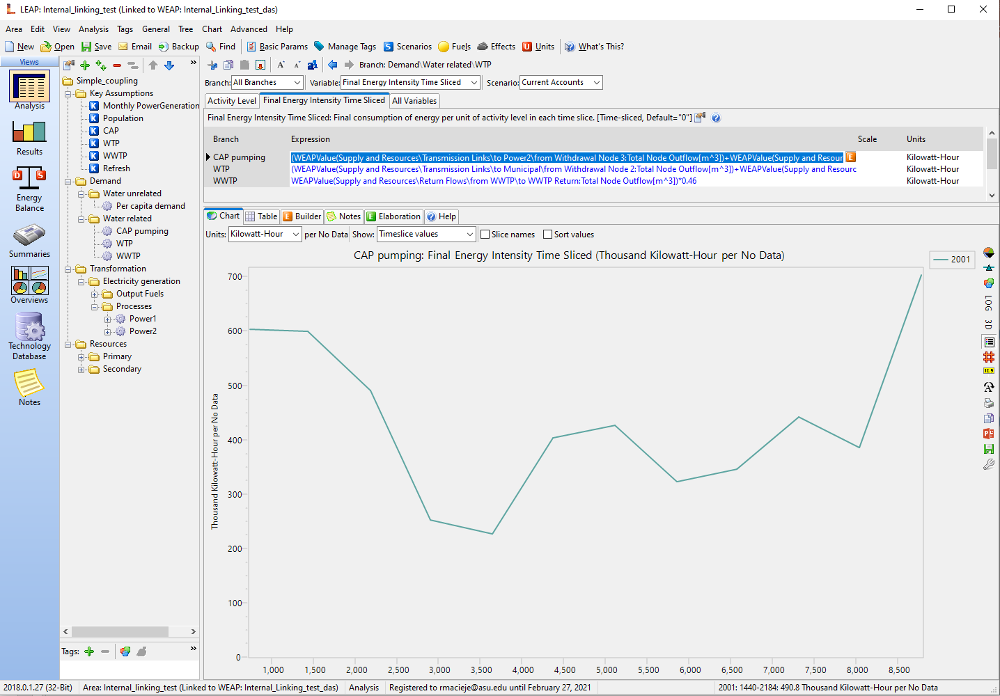 LEAP: Internal_linking_test (Linked to WEAP: Internal_Linking_test_das)
Area Edit View Analysis Tags General Tree Chart Advanced Help
New Open Save Email Backup Find Basic Params Manage Tags Scenarios Fuels Effects Units What's This?
Views
Analysis
Results
Energy
Balance
Summaries
Overviews
Technology
Database
Notes
Simple_coupling
Key Assumptions
Monthly PowerGeneration
Population
CAP
WTP
WWTP
Refresh
Demand
Water unrelated
Per capita demand
Water related
CAP pumping
WTP
WWTP
Transformation
Electricity generation
Output Fuels
Processes
Power1
Power2
Resources
Primary
Secondary
Tags:
Branch: Demand\Water related\WTP
Branch: All Branches Variable: Final Energy Intensity Time Sliced Scenario: Current Accounts
Activity Level Final Energy Intensity Time Sliced All Variables
Final Energy Intensity Time Sliced: Final consumption of energy per unit of activity level in each time slice. [Time-sliced, Default="0"]
Branch Expression Scale Units
CAP pumping (WEAPValue(Supply and Resources\Transmission Links\to Power2\from Withdrawal Node 3:Total Node Outflow[m^3])+WEAPValue(Supply and Resour E Kilowatt-Hour
WTP (WEAPValue(Supply and Resources\Transmission Links\to Municipal\from Withdrawal Node 2:Total Node Outflow[m^3])+WEAPValue(Supply and Resourc Kilowatt-Hour
WWTP WEAPValue(Supply and Resources\Return Flows\from WWTP\to WWTP Return:Total Node Outflow[m^3])*0.46 Kilowatt-Hour
Chart Table Builder Notes Elaboration Help
Units: Kilowatt-Hour per No Data Show: Timeslice values Slice names Sort values
CAP pumping: Final Energy Intensity Time Sliced (Thousand Kilowatt-Hour per No Data)
2001
Thousand Kilowatt-Hour per No Data
700
600
500
400
300
200
100
0
1,000 1,500 2,000 2,500 3,000 3,500 4,000 4,500 5,000 5,500 6,000 6,500 7,000 7,500 8,000 8,500
LOG
3D
12.5
2018.0.1.27 (32-Bit) Area: Internal_linking_test (Linked to WEAP: Internal_Linking_test_das) Analysis Registered to rmacieje@asu.edu until February 27, 2021 2001: 1440-2184: 490.8 Thousand Kilowatt-Hour per No Data